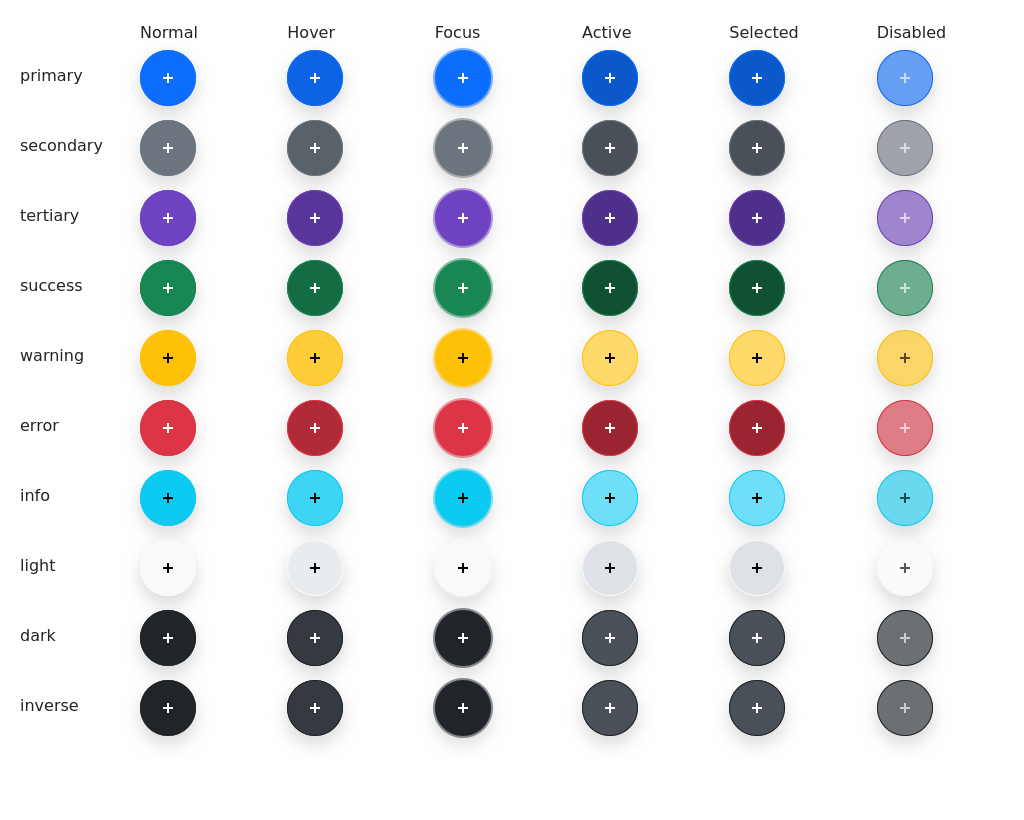 Normal Hover Focus Active Selected Disabled
primary
secondary
tertiary
success
warning
error
info
light
dark
inverse